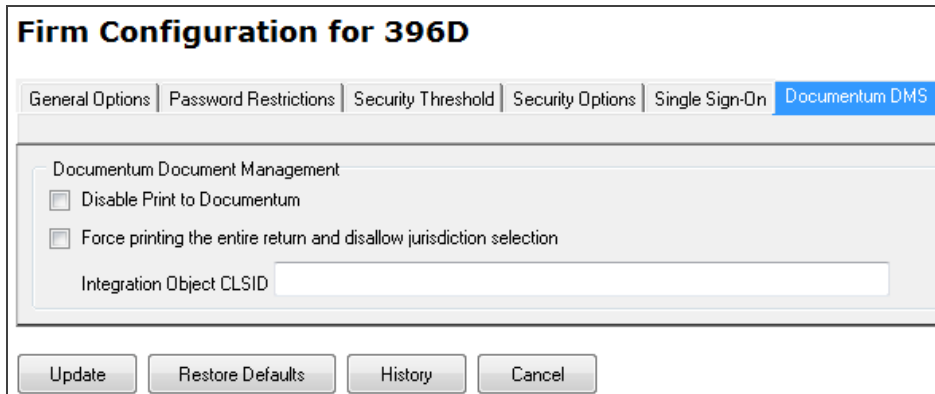 Firm Configuration for 396D
General Options Password Restrictions Security Threshold Security Options Single Sign-On Documentum DMS
Documentum Document Management
Disable Print to Documentum
Force printing the entire return and disallow jurisdiction selection
Integration Object CLSID
Update Restore Defaults History Cancel